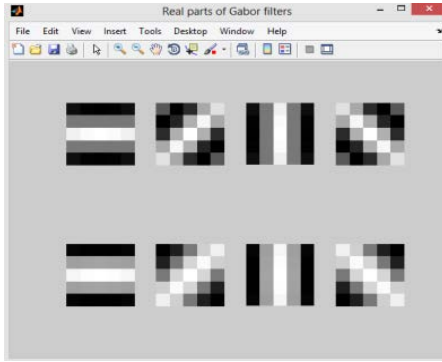 Real parts of Gabor filters
File Edit View Insert Tools Desktop Window Help